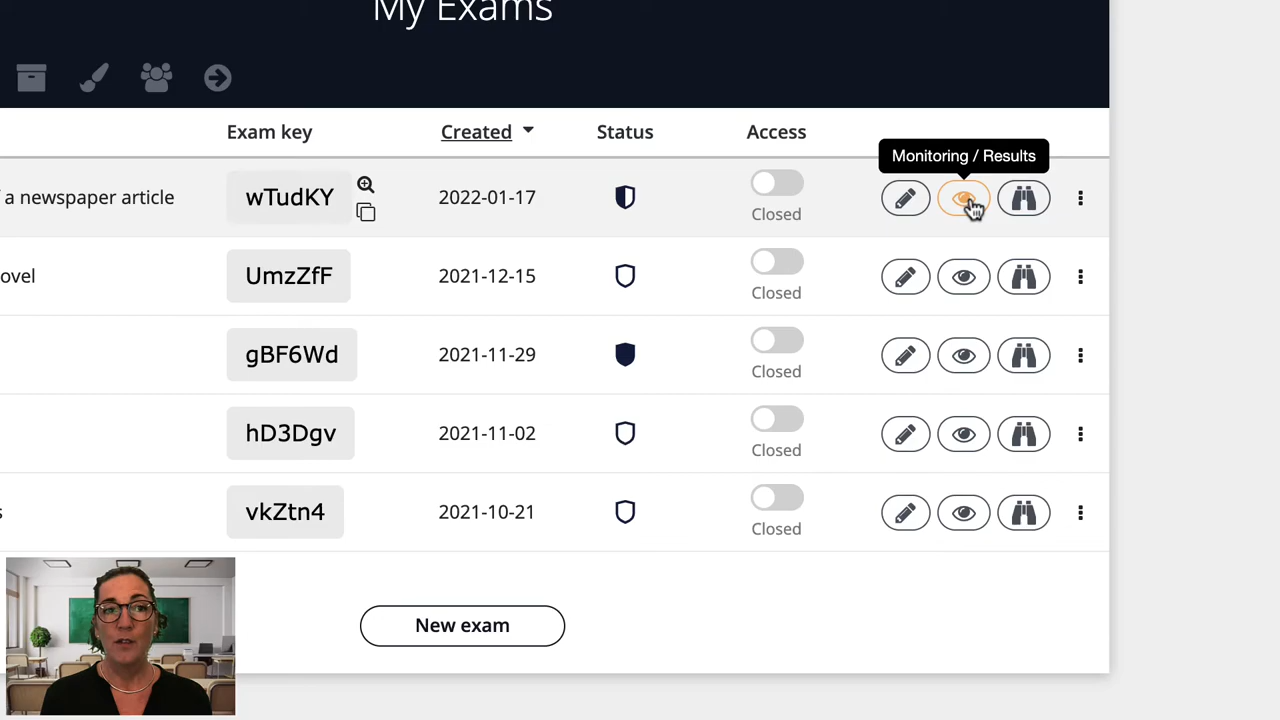 My Exams
Exam key Created Status Access
Monitoring / Results
a newspaper article wTudKY 2022-01-17 Closed
ovel UmzZfF 2021-12-15 Closed
gBF6Wd 2021-11-29 Closed
hD3Dgv 2021-11-02 Closed
s vkZtn4 2021-10-21 Closed
New exam